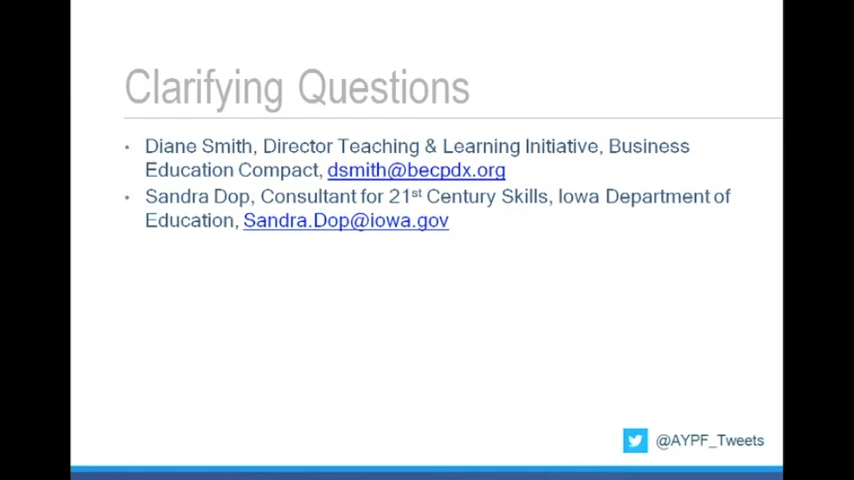 Clarifying Questions
• Diane Smith, Director Teaching & Learning Initiative, Business
Education Compact, dsmith@becpdx.org
• Sandra Dop, Consultant for 21st Century Skills, Iowa Department of
Education, Sandra.Dop@iowa.gov
@AYPF_Tweets